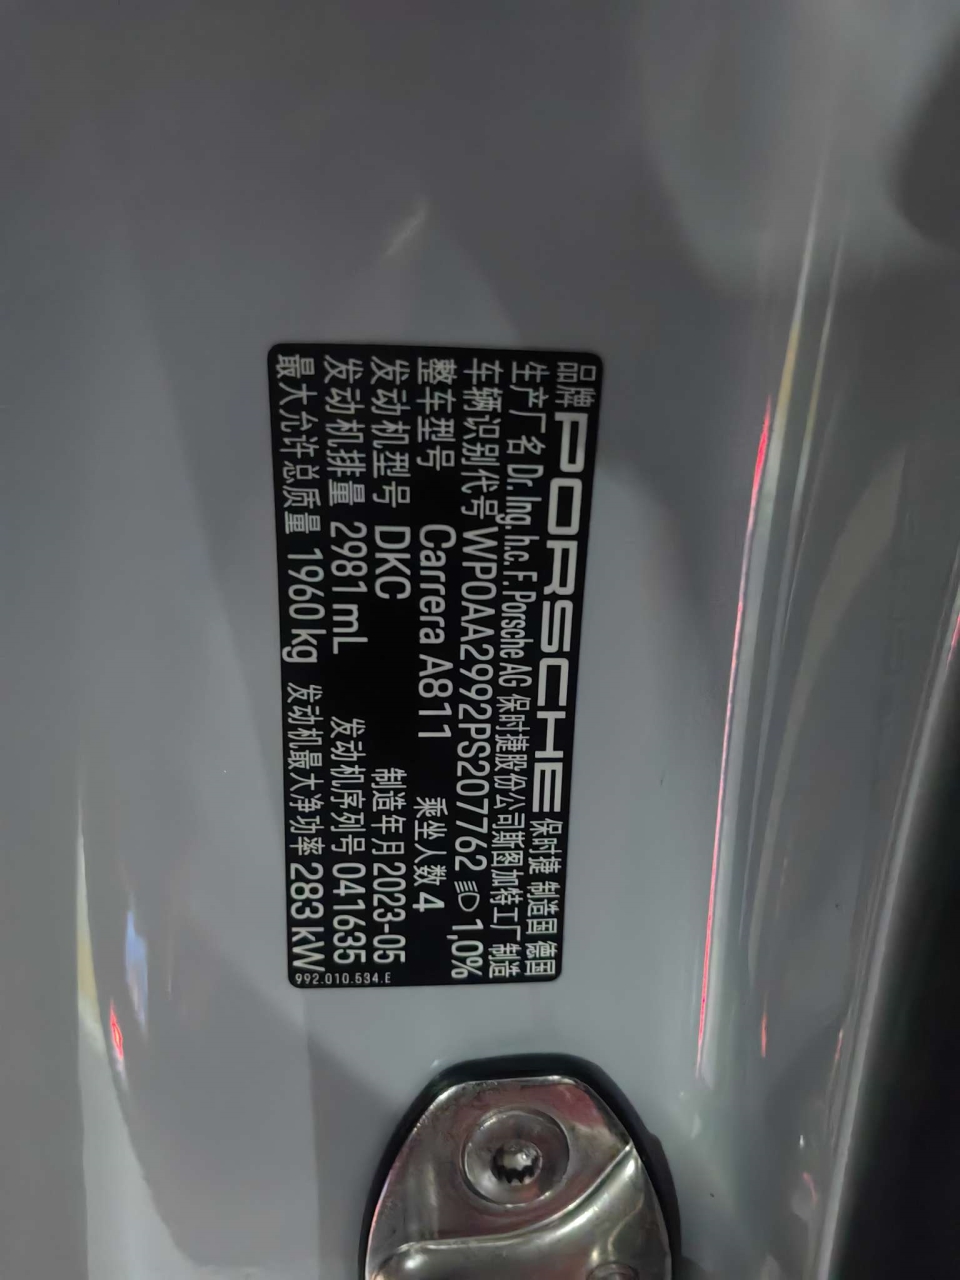 品牌 PORSCHE 保时捷 制造国 德国
生产厂名 Dr. Ing. h.c. F. Porsche AG 保时捷股份公司斯图加特工厂制造
车辆识别代号 WP0AA2992PS207762 1,0%
整车型号 Carrera A811 乘坐人数 4
发动机型号 DKC 制造年月 2023-05
发动机排量 2981 mL 发动机序列号 041635
最大允许总质量 1960 kg 发动机最大净功率 283 kW
992.010.534.E